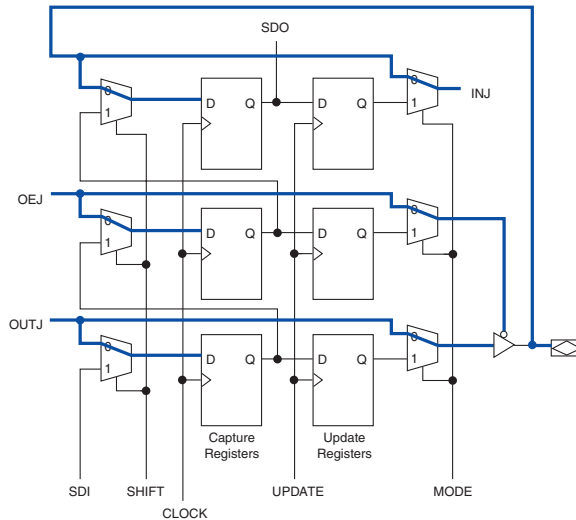 SDO
0
0
1
D Q
D Q
1
INJ
OEJ
0
0
1
D Q
D Q
1
OUTJ
0
0
1
D Q
D Q
1
Capture
Registers
Update
Registers
SDI
SHIFT
UPDATE
MODE
CLOCK